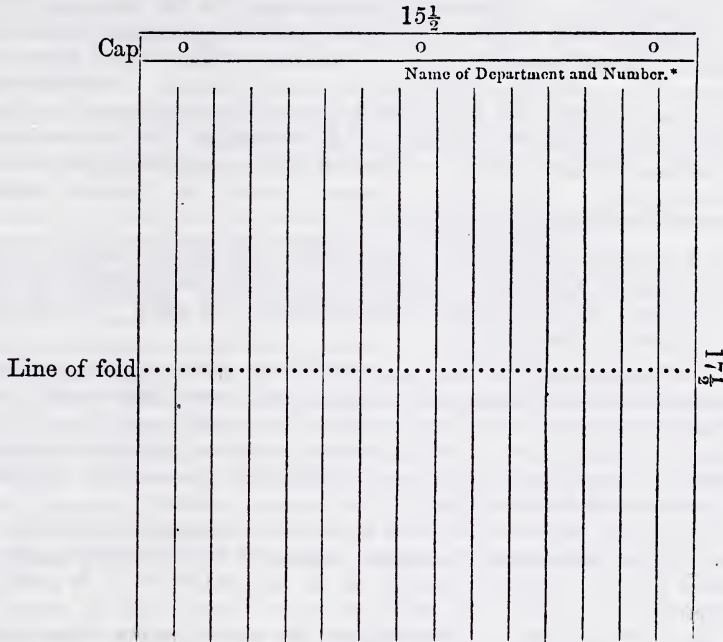 15½
Cap o o o
Name of Department and Number.*
Line of fold
17½